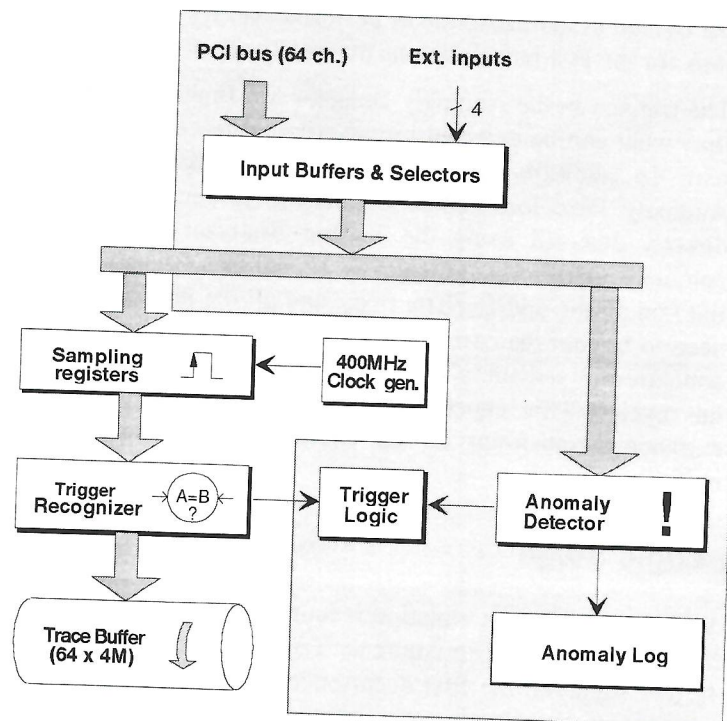 PCI bus (64 ch.)
Ext. inputs
4
Input Buffers & Selectors
Sampling
registers
400MHz
Clock gen.
Trigger
Recognizer
A=B
?
Trigger
Logic
Anomaly
Detector
!
Trace Buffer
(64 x 4M)
Anomaly Log